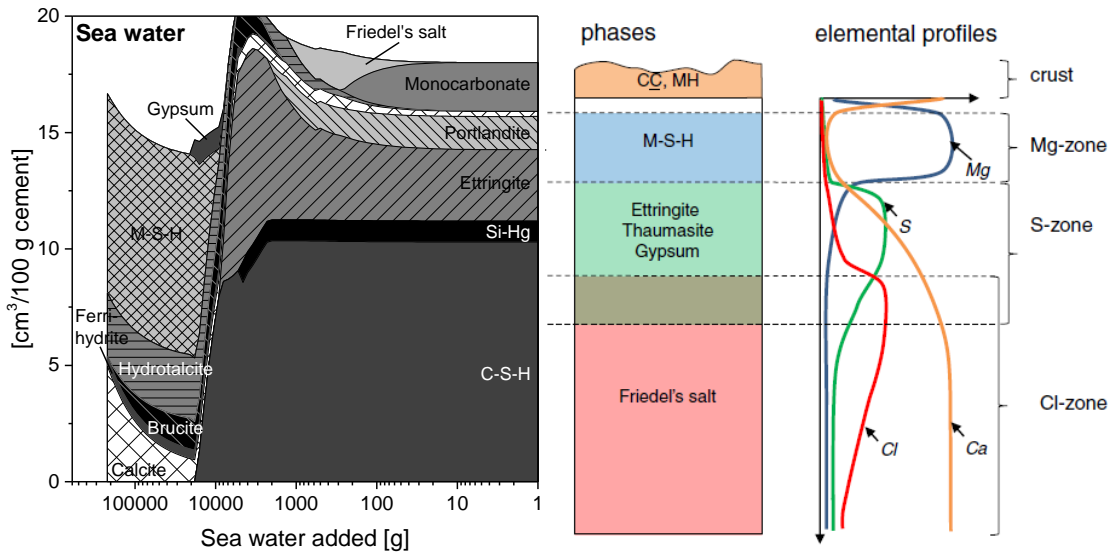 Sea water
20
15
10
5
0
[cm³/100 g cement]
Friedel's salt
Monocarbonate
Gypsum
Portlandite
Ettringite
M-S-H
Si-Hg
Ferri-
hydrite
Hydrotalcite
C-S-H
Brucite
Calcite
100000 10000 1000 100 10 1
Sea water added [g]
phases
CC̲, MH
M-S-H
Ettringite
Thaumasite
Gypsum
Friedel's salt
elemental profiles
crust
Mg-zone
Mg
S-zone
S
Cl-zone
Cl
Ca